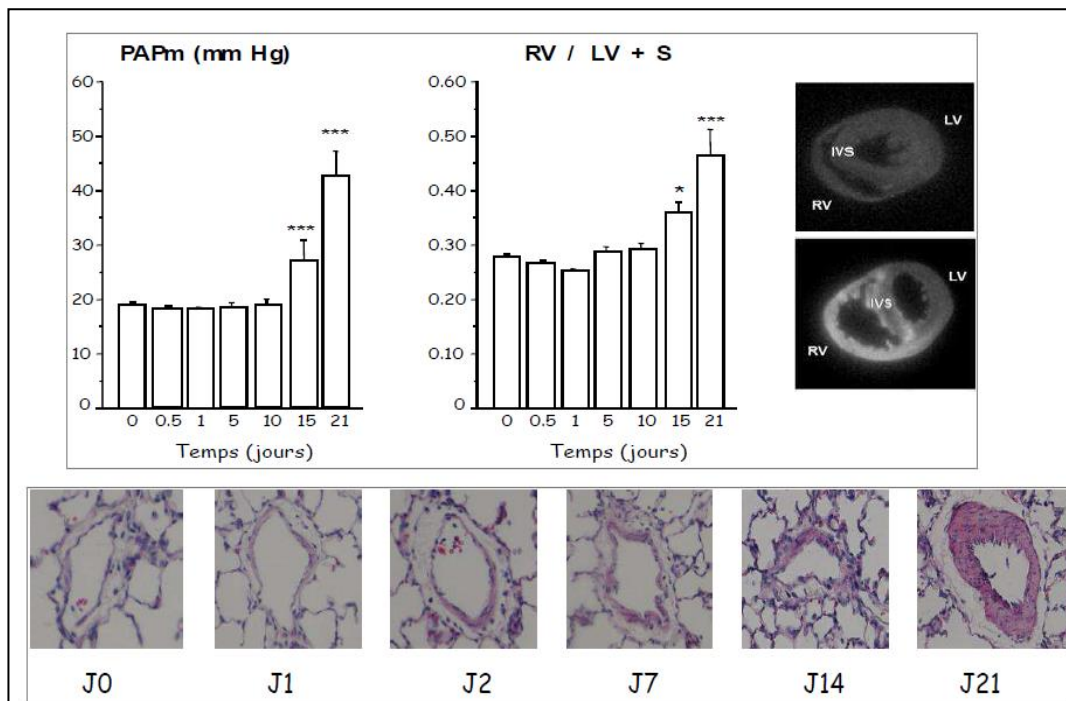 PAPm (mm Hg)
60
50
40
30
20
10
0
***
***
0 0.5 1 5 10 15 21
Temps (jours)
RV / LV + S
0.60
0.50
0.40
0.30
0.20
0.10
0
*
***
0 0.5 1 5 10 15 21
Temps (jours)
LV
IVS
RV
LV
IVS
RV
J0 J1 J2 J7 J14 J21